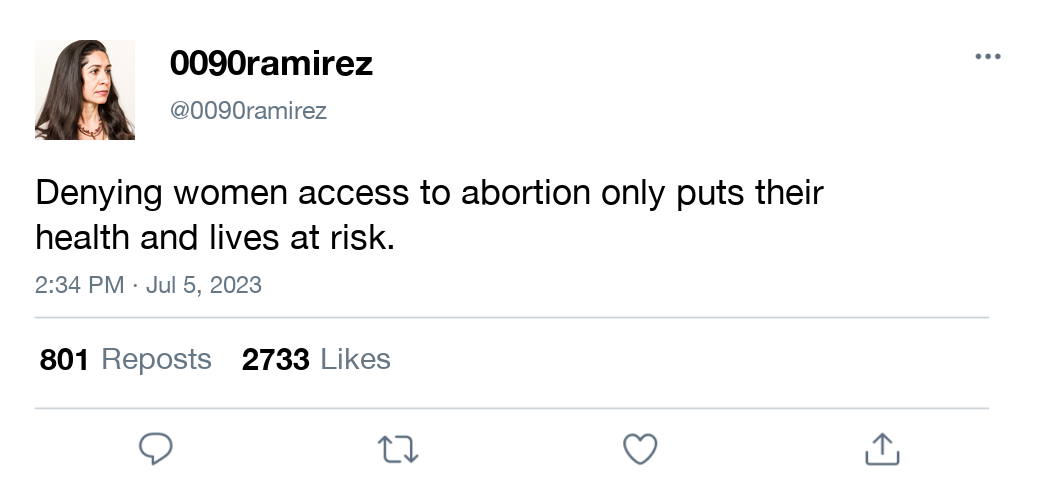 0090ramirez
@0090ramirez
Denying women access to abortion only puts their
health and lives at risk.
2:34 PM · Jul 5, 2023
801 Reposts 2733 Likes